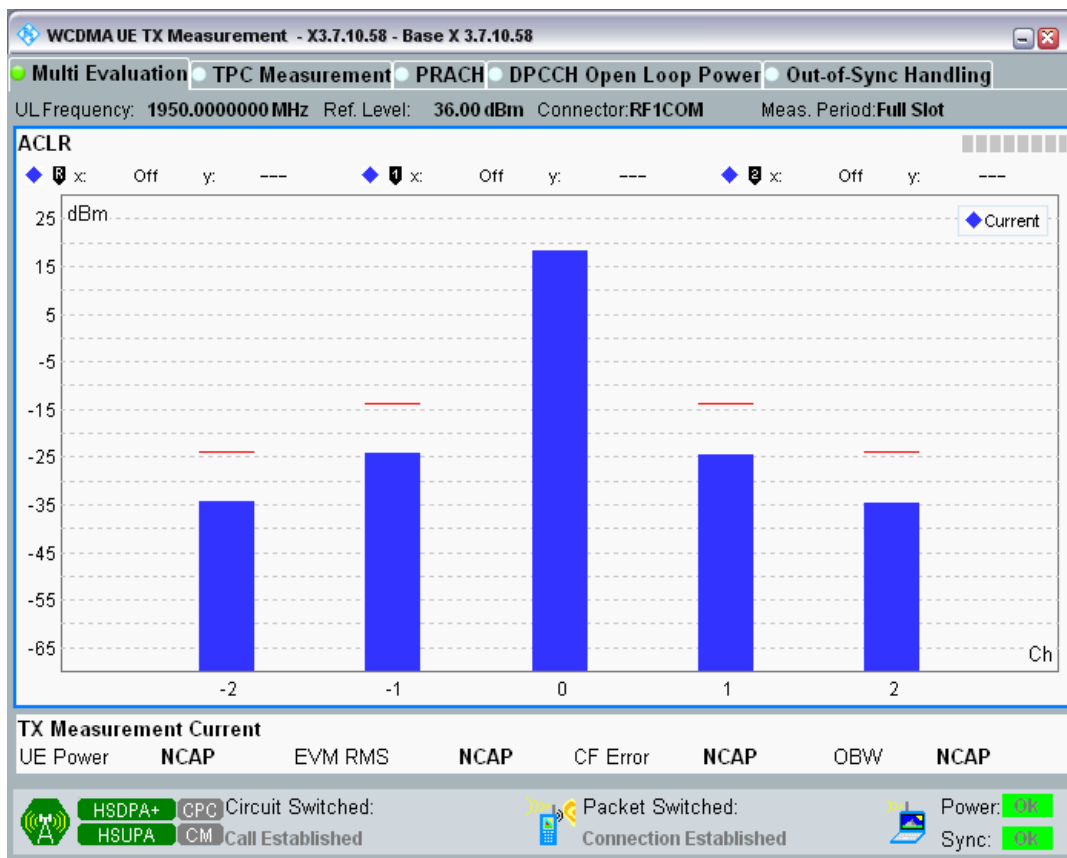 WCDMA UE TX Measurement - X3.7.10.58 - Base X 3.7.10.58
Multi Evaluation TPC Measurement PRACH DPCCH Open Loop Power Out-of-Sync Handling
UL Frequency: 1950.0000000 MHz Ref. Level: 36.00 dBm Connector:RF1COM Meas. Period:Full Slot
ACLR
R x: Off y: --- 1 x: Off y: --- 2 x: Off y: ---
dBm
Current
25
15
5
-5
-15
-25
-35
-45
-55
-65
Ch
-2 -1 0 1 2
TX Measurement Current
UE Power NCAP EVM RMS NCAP CF Error NCAP OBW NCAP
HSDPA+ CPC Circuit Switched: Packet Switched: Power: Ok
HSUPA CM Call Established Connection Established Sync: Ok